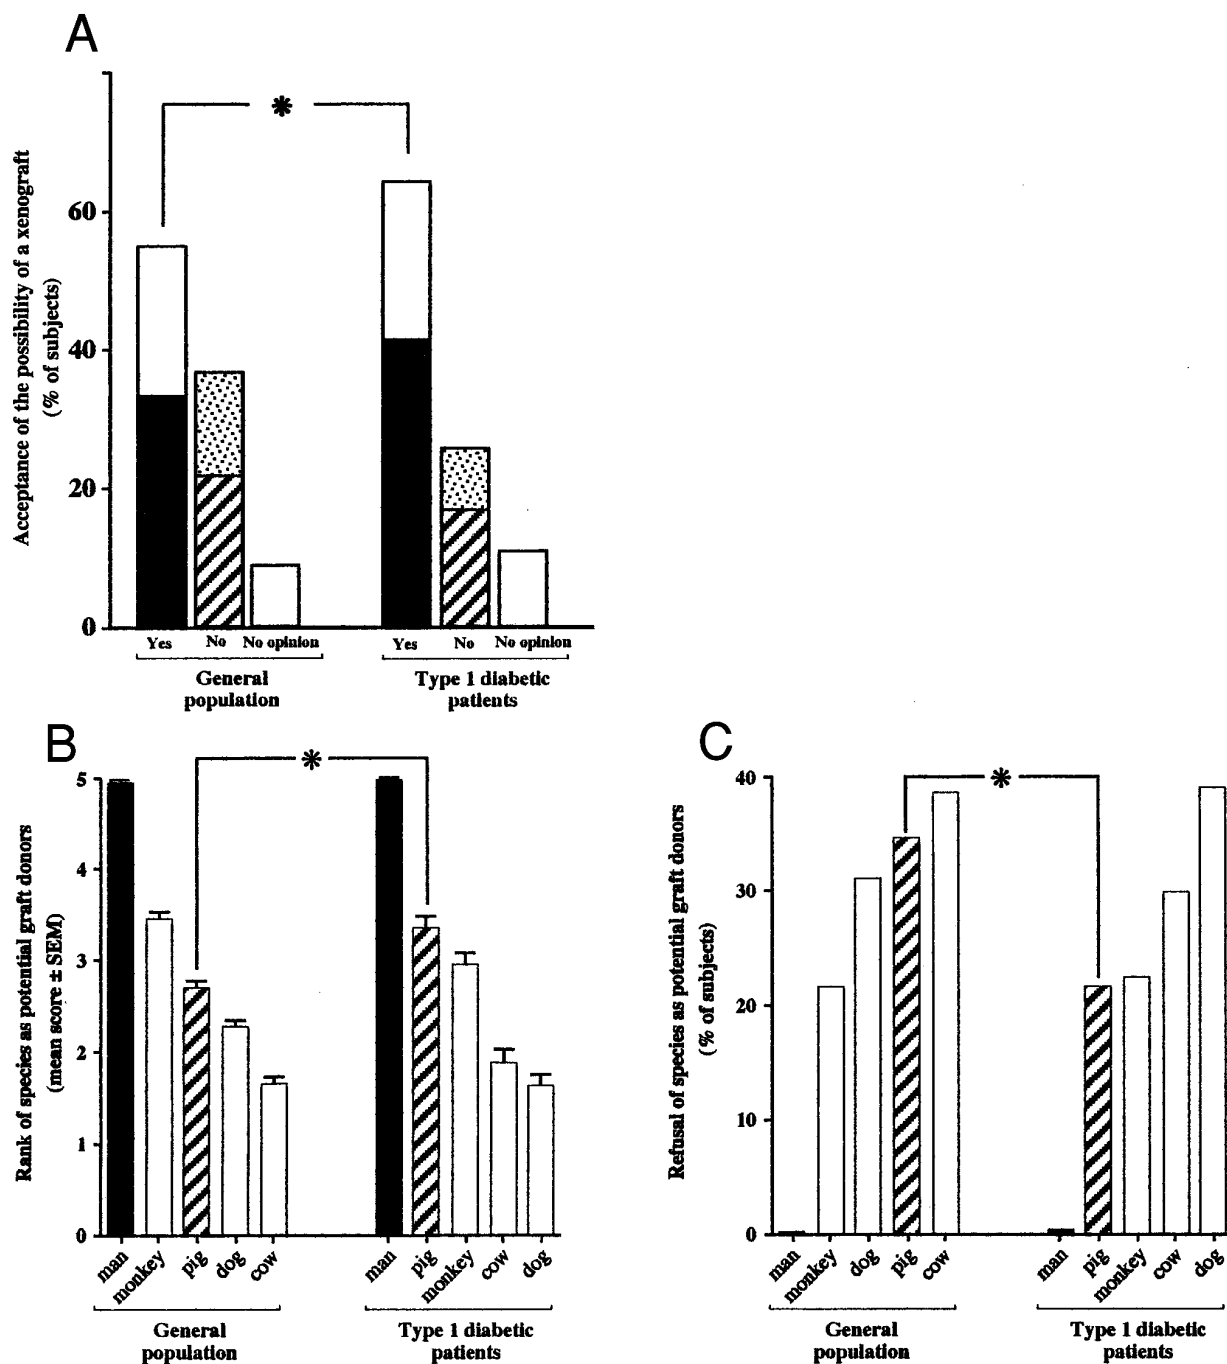 A
Acceptance of the possibility of a xenograft
(% of subjects)
60
40
20
0
*
Yes No No opinion Yes No No opinion
General
population
Type 1 diabetic
patients
B
Rank of species as potential graft donors
(mean score ± SEM)
5
4
3
2
1
0
*
man monkey pig dog cow man pig monkey cow dog
General
population
Type 1 diabetic
patients
C
Refusal of species as potential graft donors
(% of subjects)
40
30
20
10
0
*
man monkey dog pig cow man pig monkey cow dog
General
population
Type 1 diabetic
patients